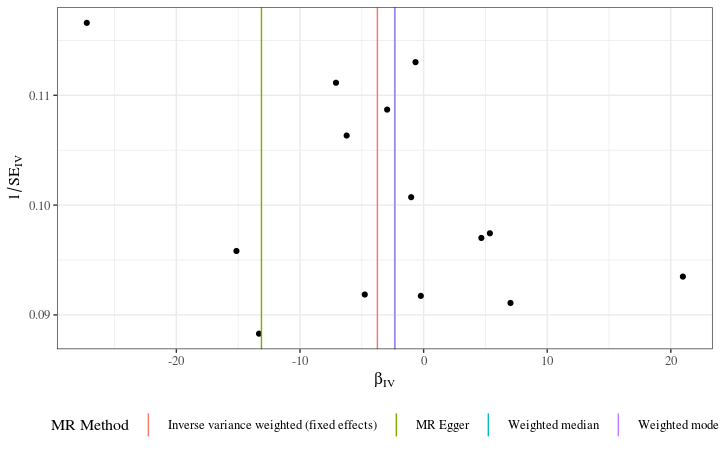 0.11
0.10
0.09
1/SE_IV
-20 -10 0 10 20
β_IV
MR Method Inverse variance weighted (fixed effects) MR Egger Weighted median Weighted mode